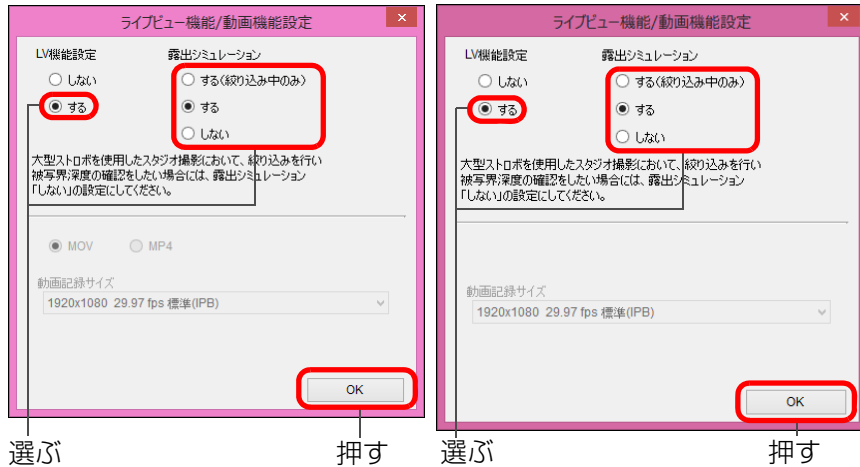 ライブビュー機能/動画機能設定
×
LV機能設定
露出シミュレーション
しない
する(絞り込み中のみ)
する
する
しない
大型ストロボを使用したスタジオ撮影において、絞り込みを行い
被写界深度の確認をしたい場合には、露出シミュレーション
「しない」の設定にしてください。
MOV
MP4
動画記録サイズ
1920x1080 29.97 fps 標準(IPB)
OK
選ぶ
押す
ライブビュー機能/動画機能設定
×
LV機能設定
露出シミュレーション
しない
する(絞り込み中のみ)
する
する
しない
大型ストロボを使用したスタジオ撮影において、絞り込みを行い
被写界深度の確認をしたい場合には、露出シミュレーション
「しない」の設定にしてください。
動画記録サイズ
1920x1080 29.97 fps 標準(IPB)
OK
選ぶ
押す